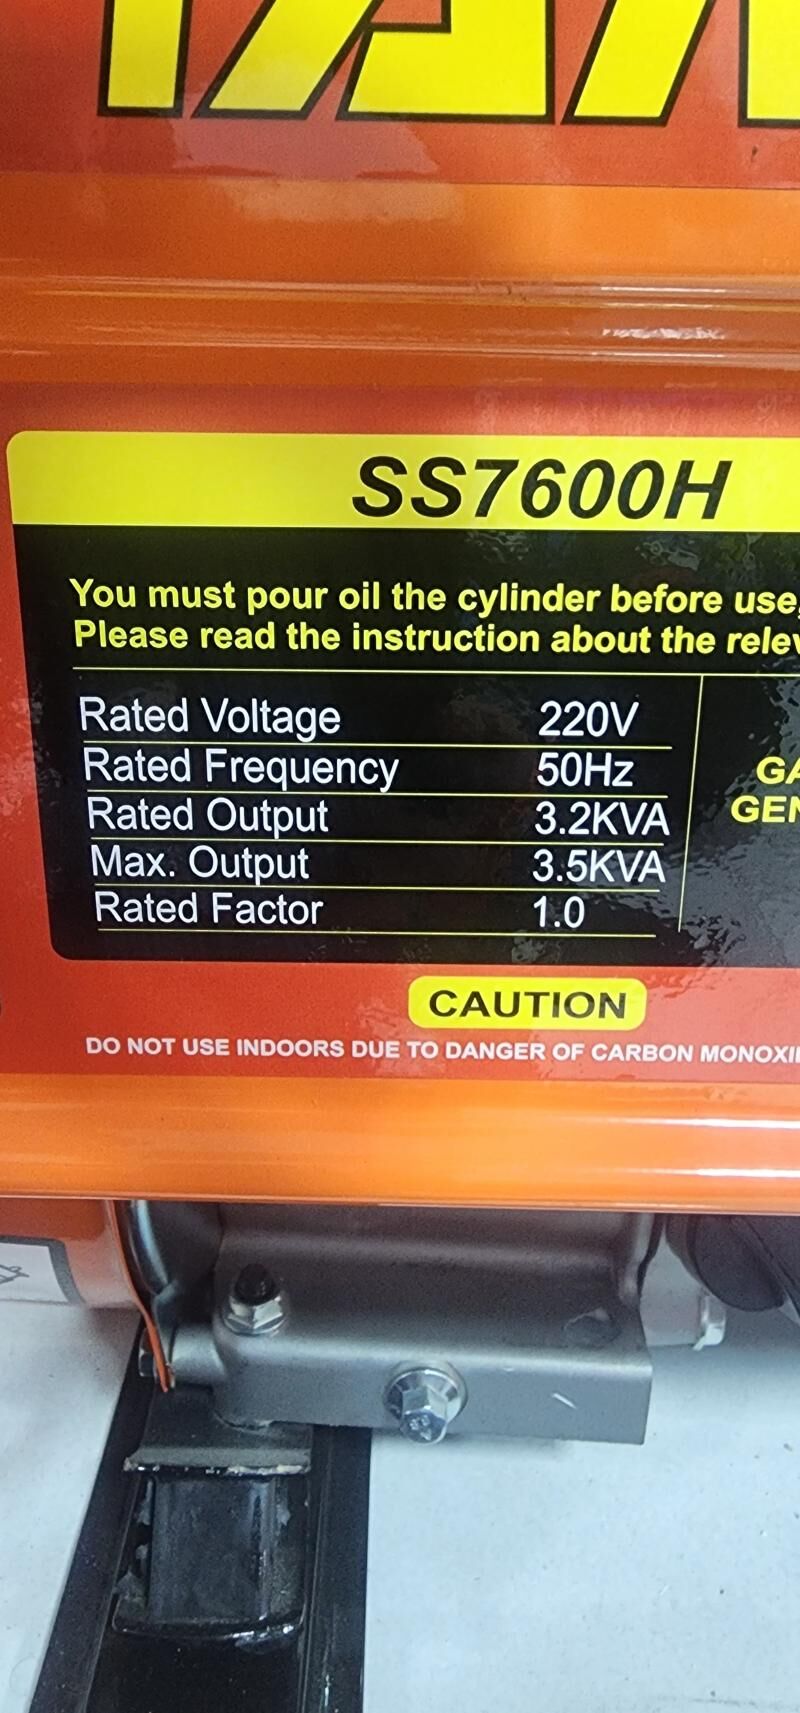 SS7600H
You must pour oil the cylinder before use,
Please read the instruction about the
Rated Voltage 220V
Rated Frequency 50Hz
Rated Output 3.2KVA
Max. Output 3.5KVA
Rated Factor 1.0
CAUTION
DO NOT USE INDOORS DUE TO DANGER OF CARBON